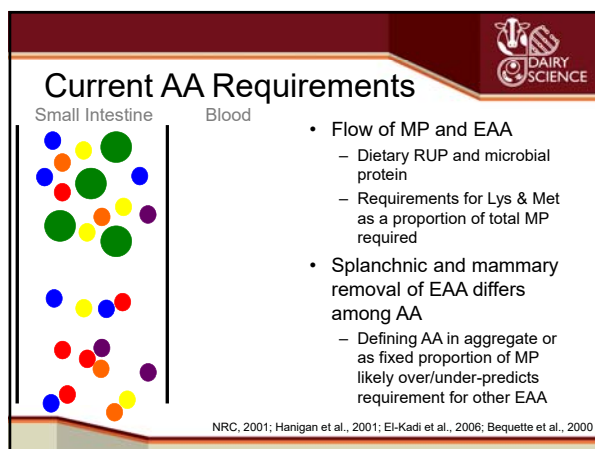 DAIRY
SCIENCE
Current AA Requirements
Small Intestine
Blood
• Flow of MP and EAA
– Dietary RUP and microbial
protein
– Requirements for Lys & Met
as a proportion of total MP
required
• Splanchnic and mammary
removal of EAA differs
among AA
– Defining AA in aggregate or
as fixed proportion of MP
likely over/under-predicts
requirement for other EAA
NRC, 2001; Hanigan et al., 2001; El-Kadi et al., 2006; Bequette et al., 2000